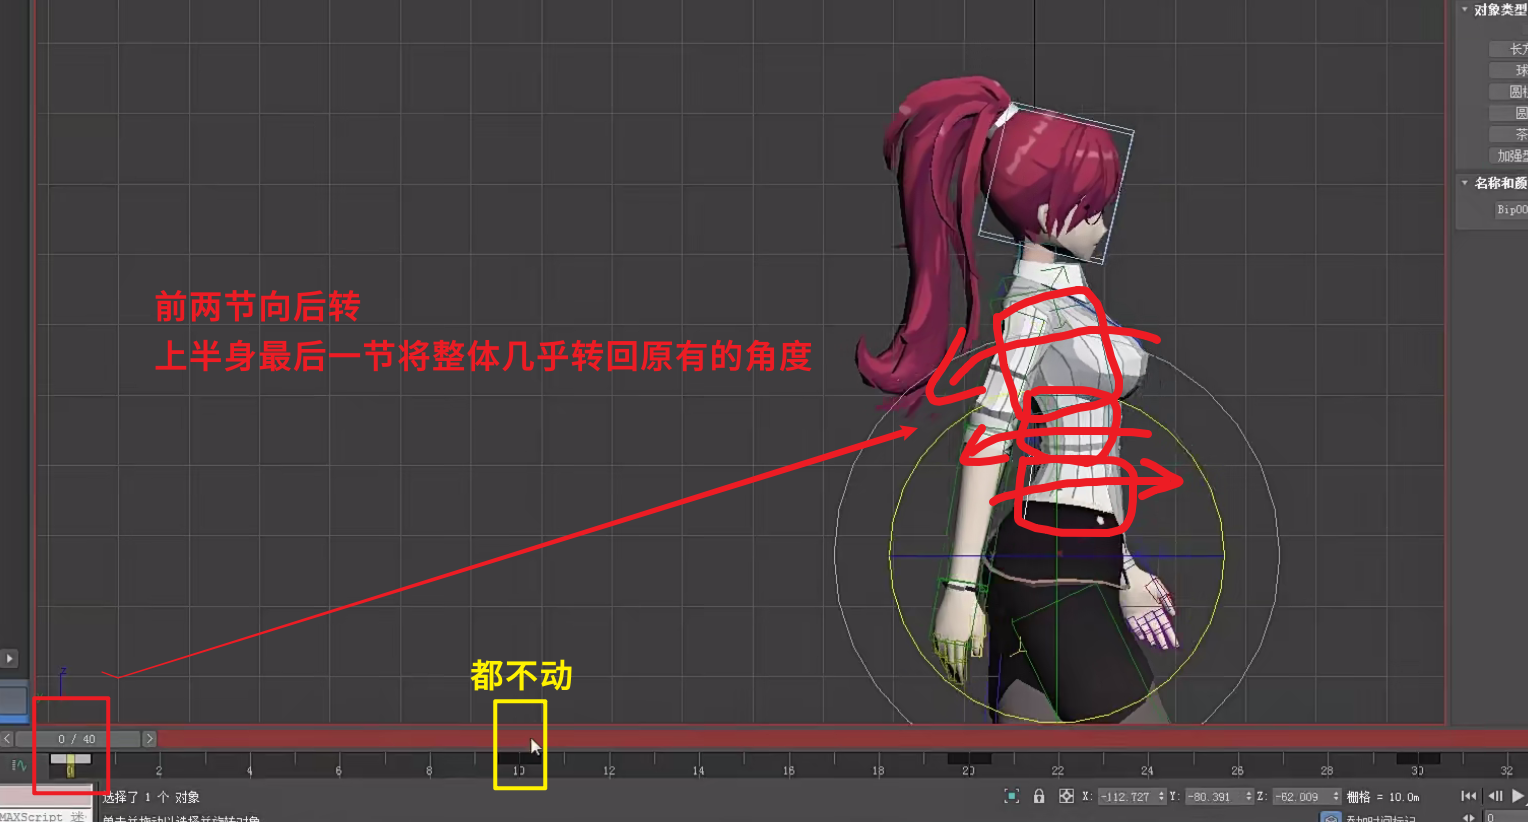 对象类型
长方
球
圆柱
圆
茶
加强型
名称和颜
Bip00
前两节向后转
上半身最后一节将整体几乎转回原有的角度
都不动
z
0 / 40
0 2 4 6 8 10 12 14 16 18 20 22 24 26 28 30 32
选择了 1 个 对象
X: -112.727 Y: -80.391 Z: -62.009 栅格 = 10.0m
MAXScript 迷
单击并拖动以选择并旋转对象
添加时间标记
0